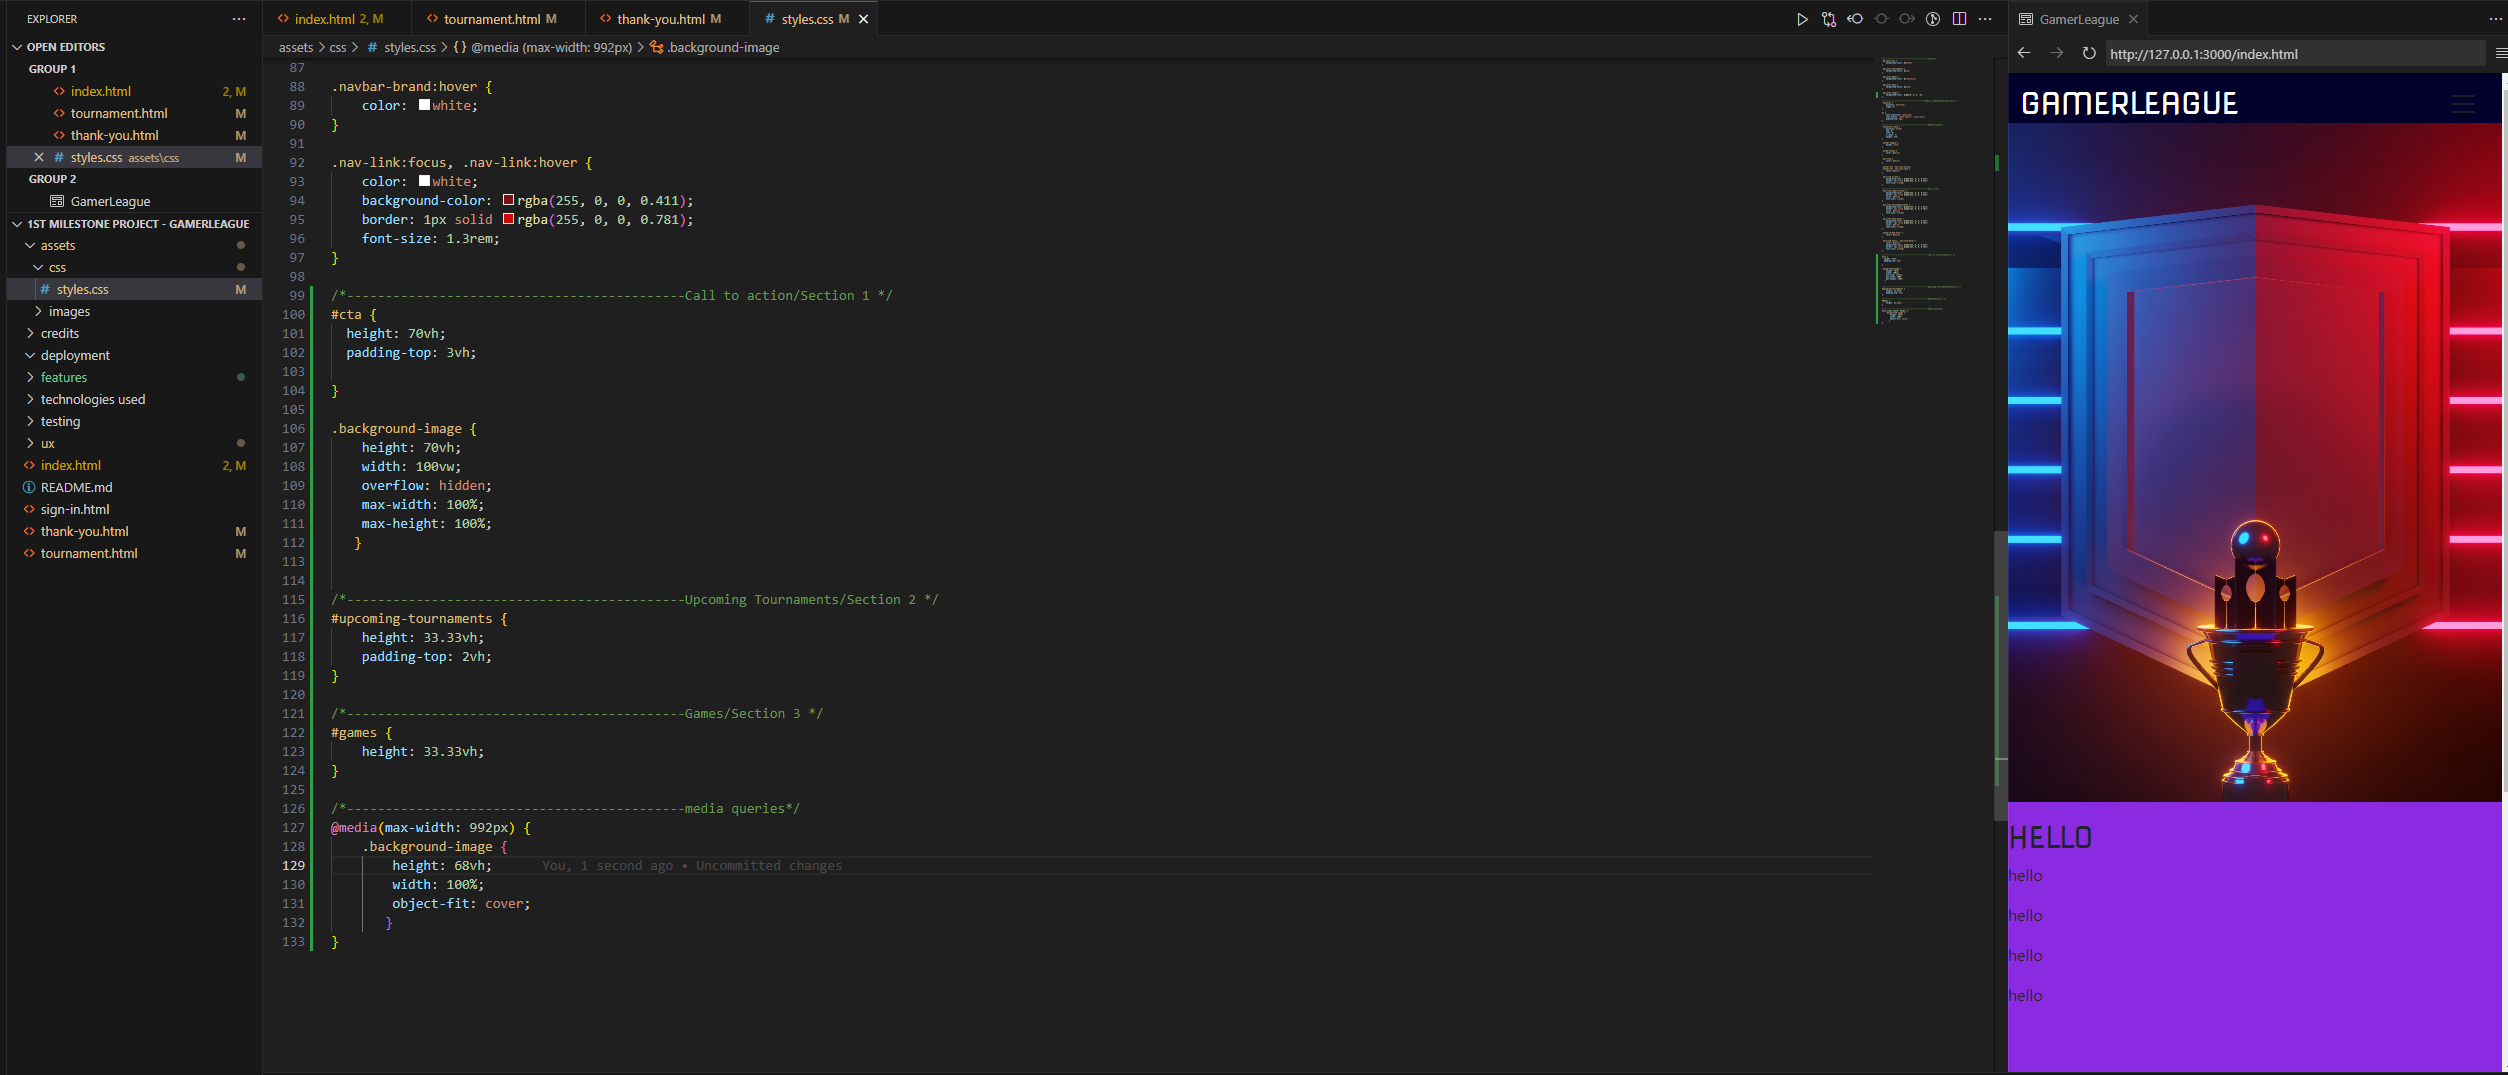 EXPLORER
OPEN EDITORS
GROUP 1
index.html 2, M
tournament.html M
thank-you.html M
styles.css assets\css M
GROUP 2
GamerLeague
1ST MILESTONE PROJECT - GAMERLEAGUE
assets
css
styles.css M
images
credits
deployment
features
technologies used
testing
ux
index.html 2, M
README.md
sign-in.html
thank-you.html M
tournament.html M
index.html 2, M tournament.html M thank-you.html M # styles.css M
assets > css > # styles.css > {} @media (max-width: 992px) > .background-image
87
88 .navbar-brand:hover {
89 color: white;
90 }
91
92 .nav-link:focus, .nav-link:hover {
93 color: white;
94 background-color: rgba(255, 0, 0, 0.411);
95 border: 1px solid rgba(255, 0, 0, 0.781);
96 font-size: 1.3rem;
97 }
98
99 /*--------------------------------------------Call to action/Section 1 */
100 #cta {
101 height: 70vh;
102 padding-top: 3vh;
103
104 }
105
106 .background-image {
107 height: 70vh;
108 width: 100vw;
109 overflow: hidden;
110 max-width: 100%;
111 max-height: 100%;
112 }
113
114
115 /*--------------------------------------------Upcoming Tournaments/Section 2 */
116 #upcoming-tournaments {
117 height: 33.33vh;
118 padding-top: 2vh;
119 }
120
121 /*--------------------------------------------Games/Section 3 */
122 #games {
123 height: 33.33vh;
124 }
125
126 /*--------------------------------------------media queries*/
127 @media(max-width: 992px) {
128 .background-image {
129 height: 68vh; You, 1 second ago • Uncommitted changes
130 width: 100%;
131 object-fit: cover;
132 }
133 }
GamerLeague
http://127.0.0.1:3000/index.html
GAMERLEAGUE
HELLO
hello
hello
hello
hello